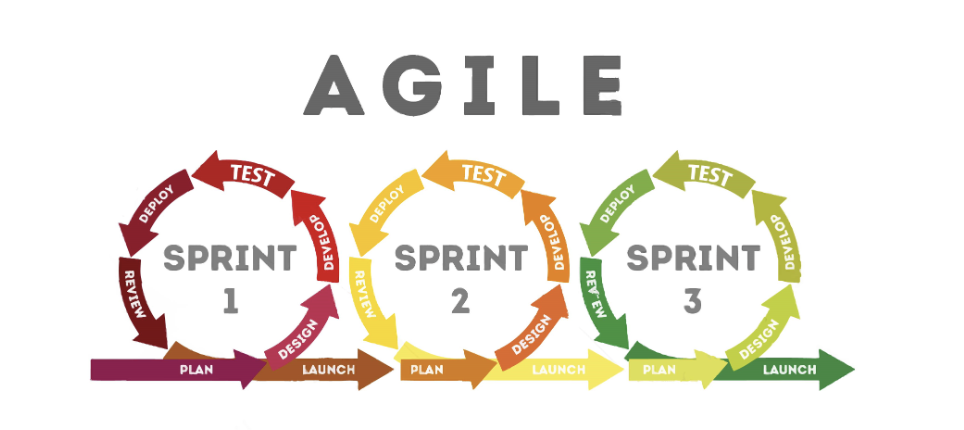 AGILE
TEST
TEST
TEST
DEPLOY
DEVELOP
DEPLOY
DEVELOP
DEPLOY
DEVELOP
SPRINT
1
SPRINT
2
SPRINT
3
REVIEW
DESIGN
REVIEW
DESIGN
REVIEW
DESIGN
PLAN
LAUNCH
PLAN
LAUNCH
PLAN
LAUNCH